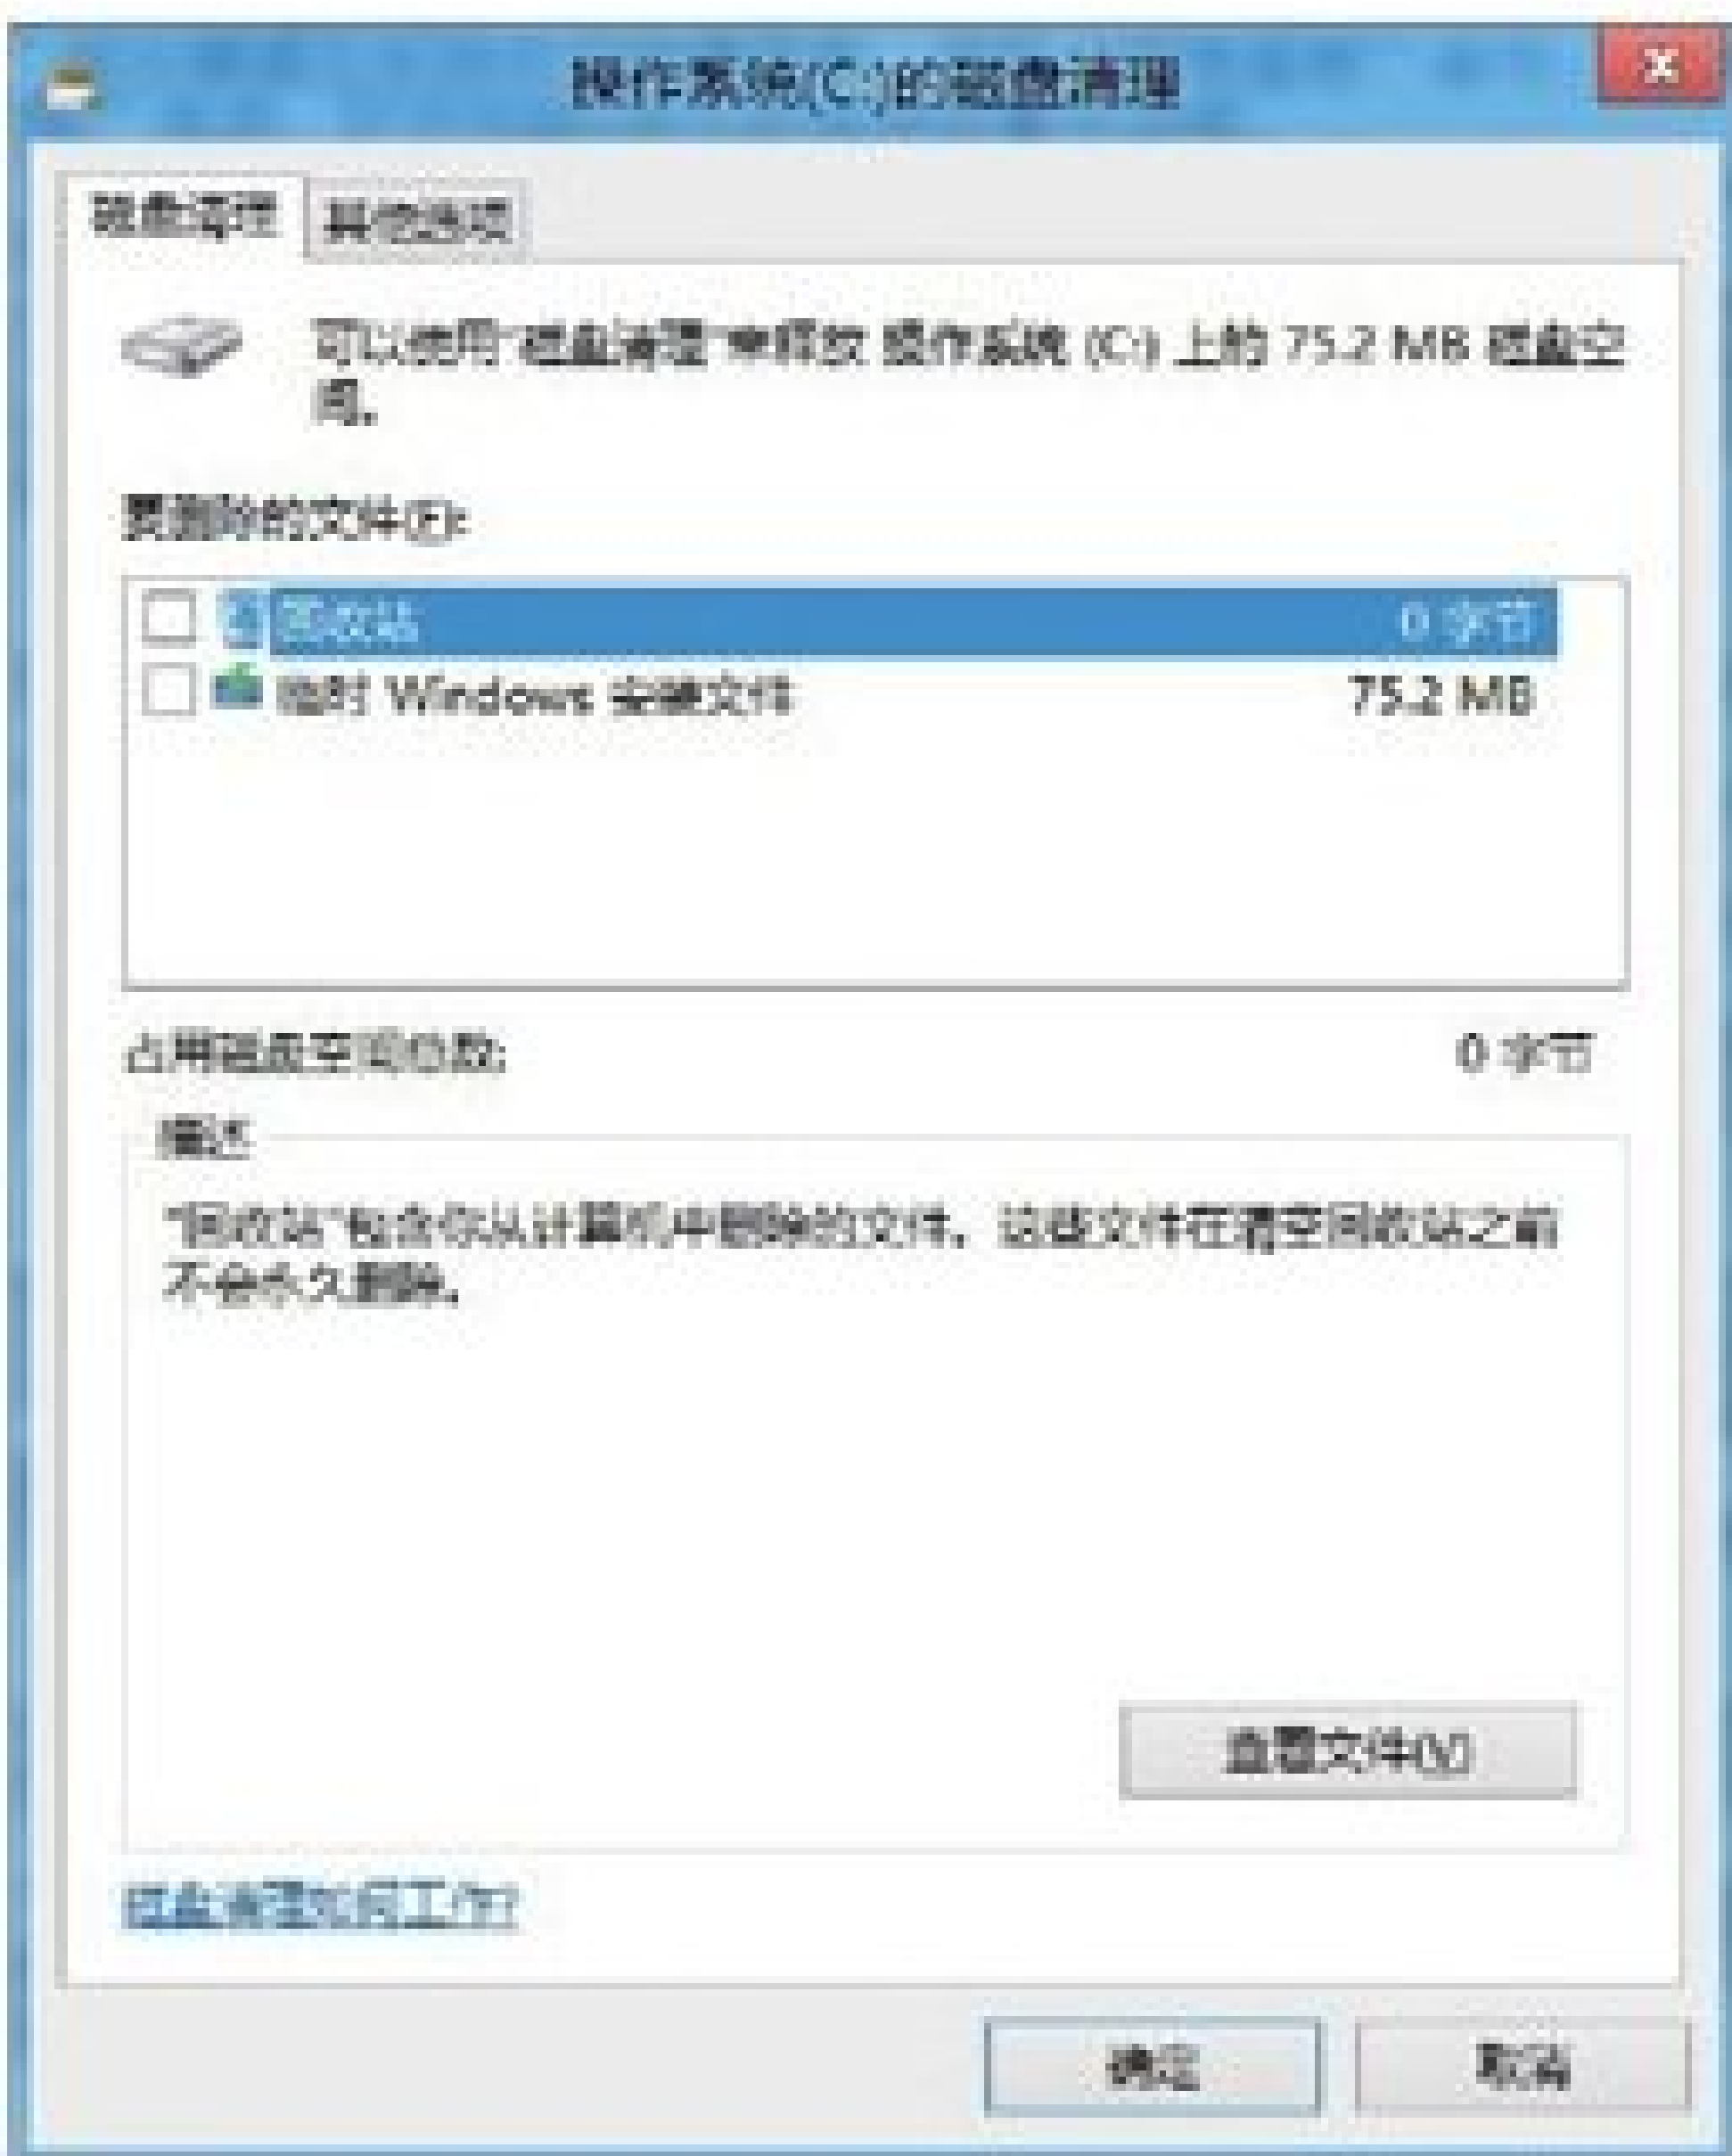 操作系统(C:)的磁盘清理
磁盘清理 其他选项
可以使用"磁盘清理"来释放 操作系统 (C:) 上的 75.2 MB 磁盘空
间。
要删除的文件(F):
回收站 0 字节
临时 Windows 安装文件 75.2 MB
占用磁盘空间总数: 0 字节
描述
"回收站"包含你从计算机中删除的文件。这些文件在清空回收站之前
不会永久删除。
查看文件(V)
磁盘清理如何工作?
确定 取消